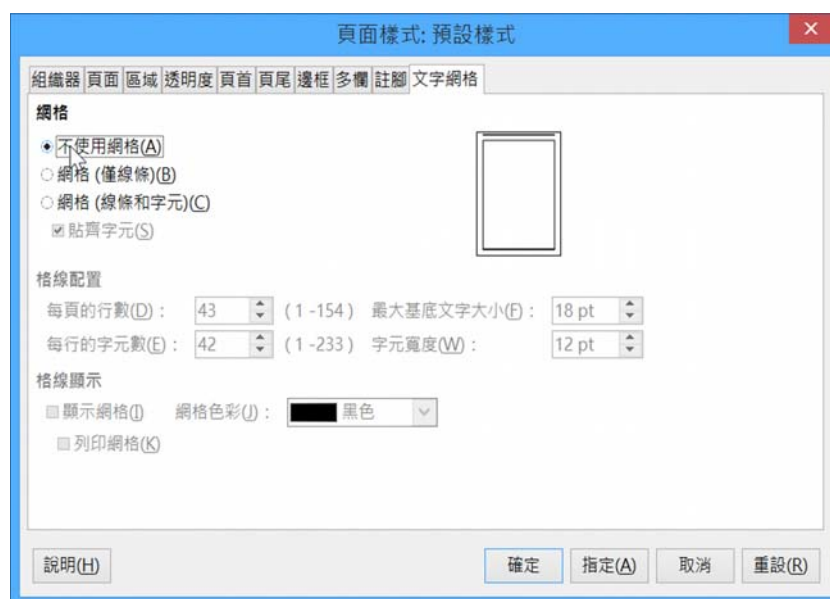 頁面樣式: 預設樣式
組織器 頁面 區域 透明度 頁首 頁尾 邊框 多欄 註腳 文字網格
網格
不使用網格(A)
網格 (僅線條)(B)
網格 (線條和字元)(C)
貼齊字元(S)
格線配置
每頁的行數(D)： 43 (1-154) 最大基底文字大小(F)： 18 pt
每行的字元數(E)： 42 (1-233) 字元寬度(W)： 12 pt
格線顯示
顯示網格(I) 網格色彩(J)： 黑色
列印網格(K)
說明(H) 確定 指定(A) 取消 重設(R)